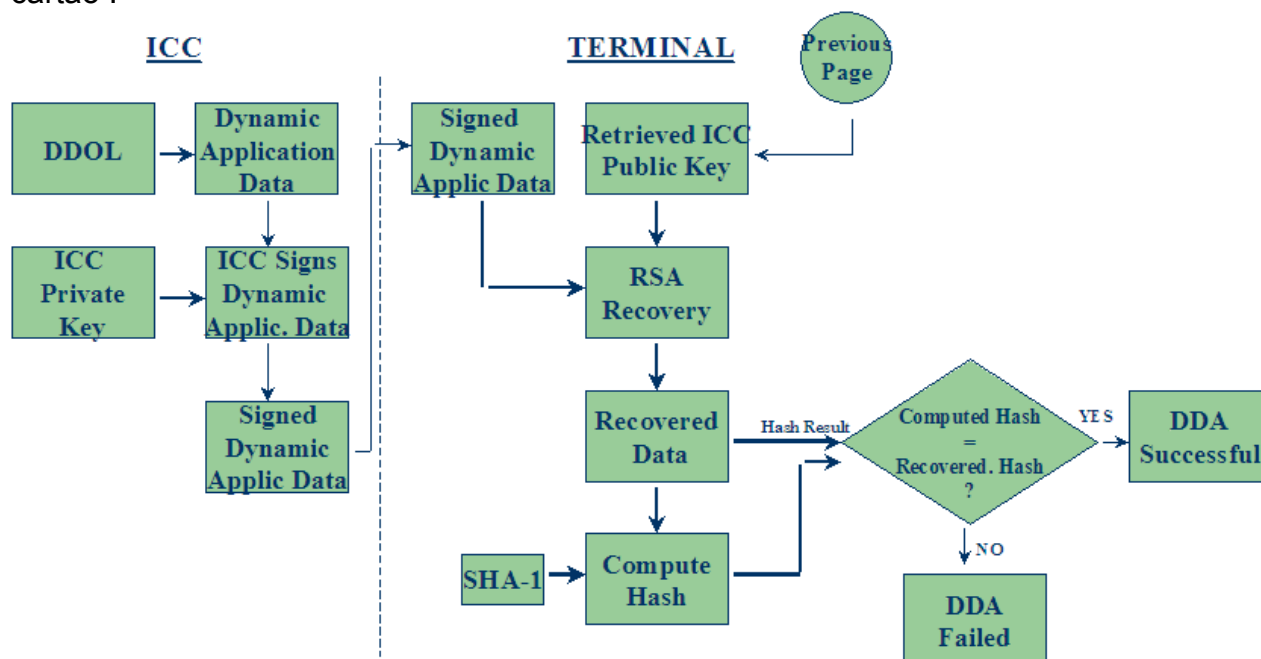 ICC
TERMINAL
Previous
Page
DDOL
Dynamic
Application
Data
Signed
Dynamic
Applic Data
Retrieved ICC
Public Key
ICC
Private
Key
ICC Signs
Dynamic
Applic. Data
RSA
Recovery
Signed
Dynamic
Applic Data
Recovered
Data
Hash Result
Computed Hash
=
Recovered. Hash
?
YES
DDA
Successful
SHA-1
Compute
Hash
NO
DDA
Failed